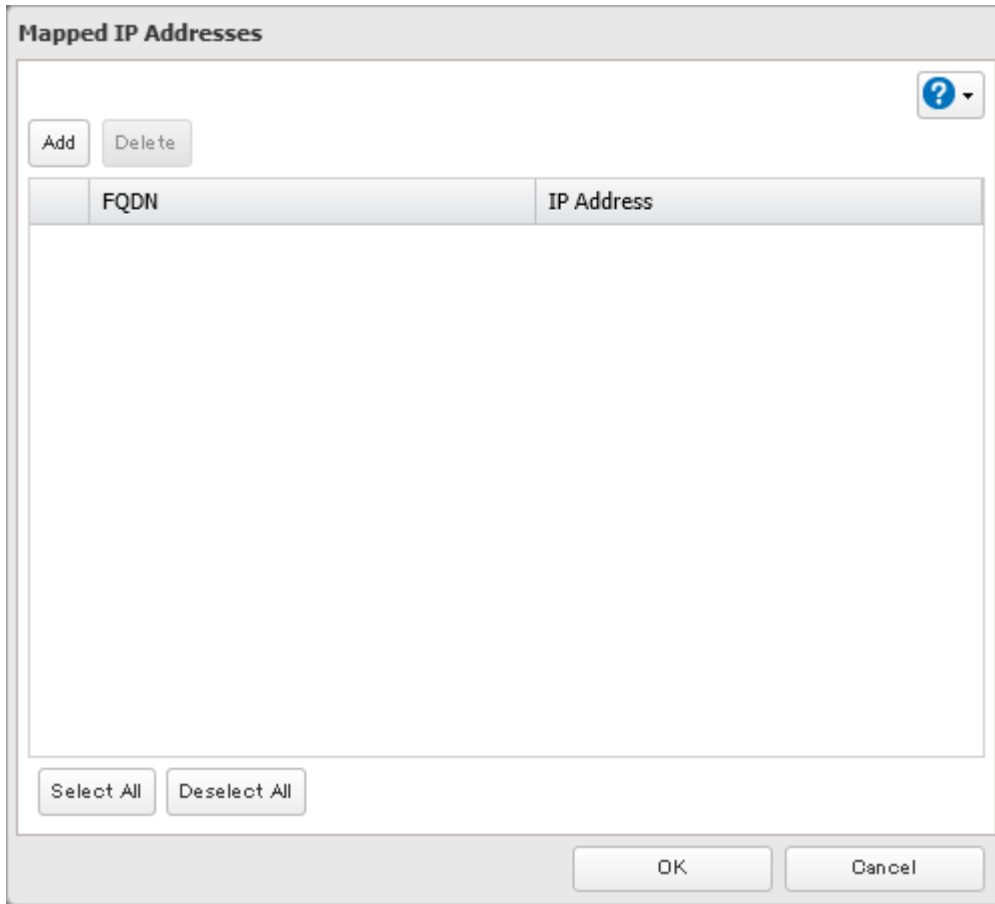 Mapped IP Addresses
?
Add Delete
FQDN IP Address
Select All Deselect All
OK Cancel